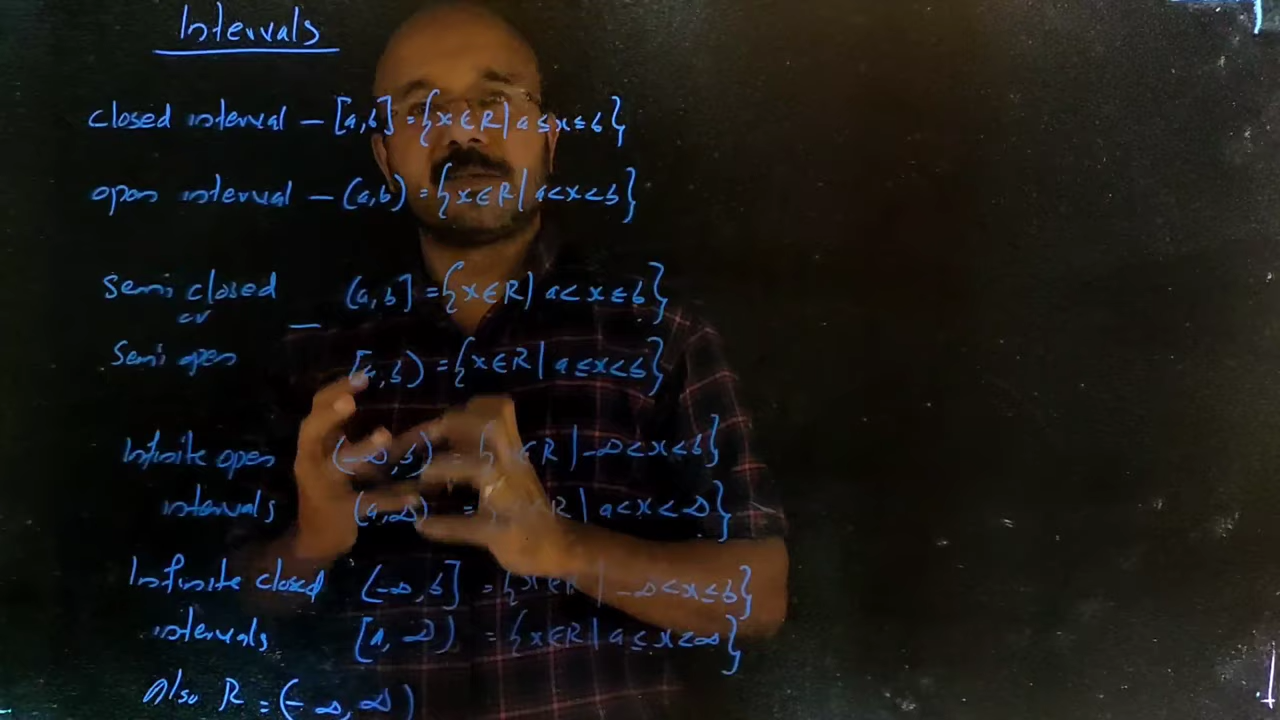 Intervals
closed interval – [a,b] = {x∈R | a≤x≤b}
open interval – (a,b) = {x∈R | a<x<b}
Semi closed (a,b] = {x∈R | a<x≤b}
or –
Semi open [a,b) = {x∈R | a≤x<b}
Infinite open (-∞,b) = {x∈R | -∞<x<b}
intervals (a,∞) = {x∈R | a<x<∞}
Infinite closed (-∞,b] = {x∈R | -∞<x≤b}
intervals [a,∞) = {x∈R | a≤x<∞}
Also R = (-∞,∞)